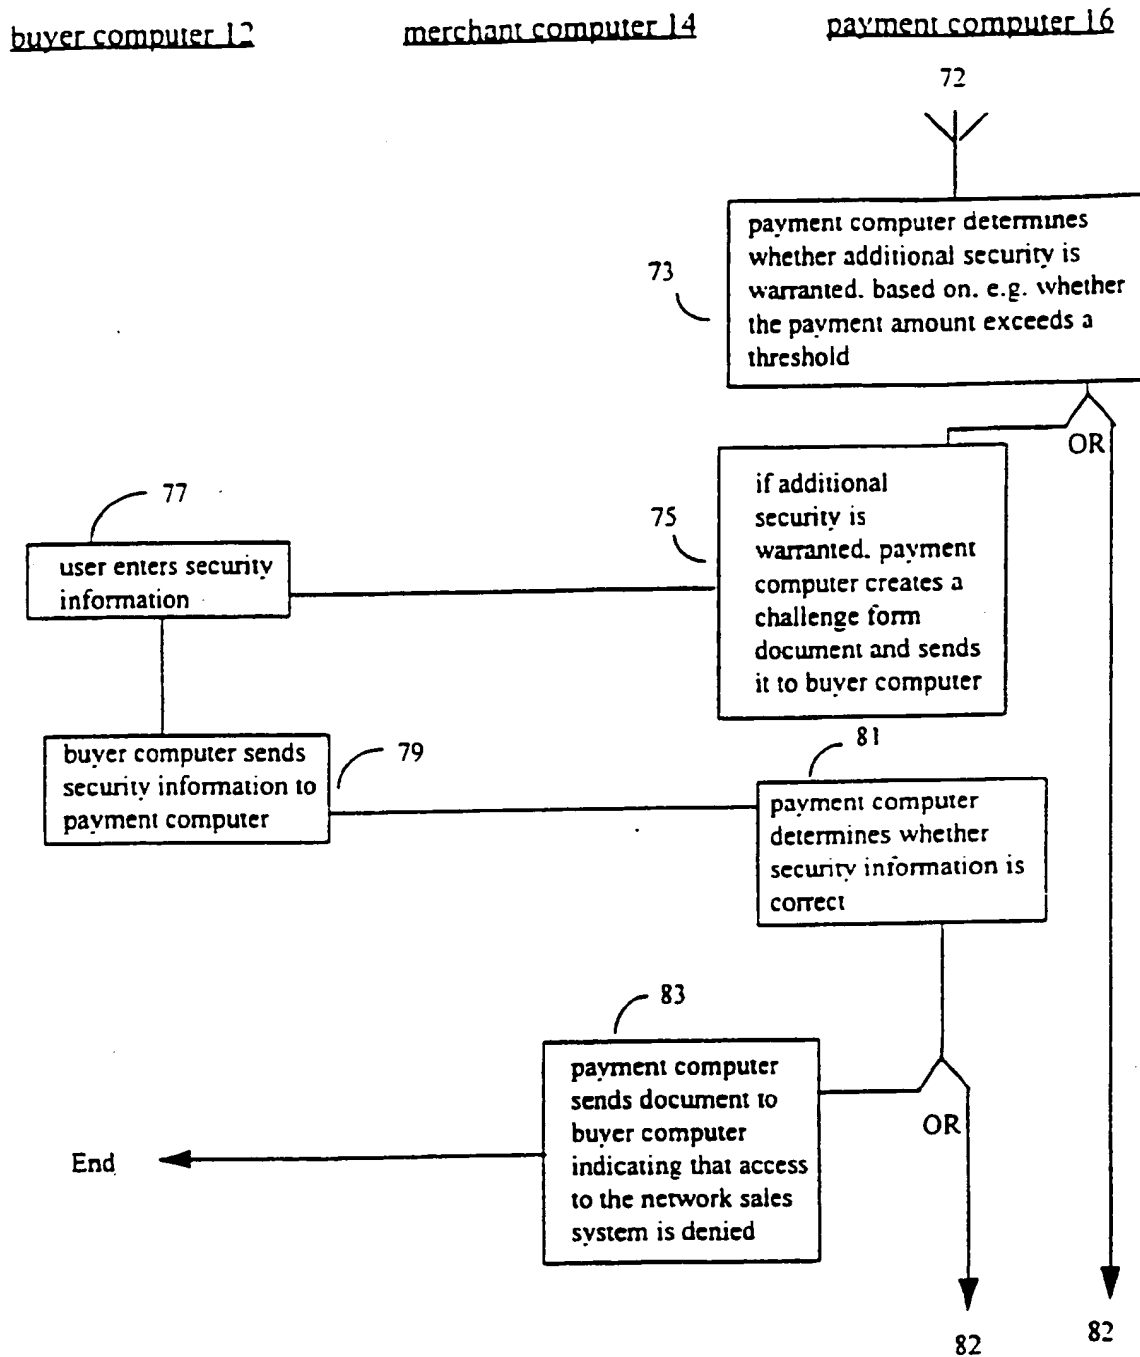 buyer computer 12
merchant computer 14
payment computer 16
72
payment computer determines
whether additional security is
warranted. based on. e.g. whether
the payment amount exceeds a
threshold
73
OR
77
user enters security
information
75
if additional
security is
warranted. payment
computer creates a
challenge form
document and sends
it to buyer computer
buyer computer sends
security information to
payment computer
79
81
payment computer
determines whether
security information is
correct
83
payment computer
sends document to
buyer computer
indicating that access
to the network sales
system is denied
OR
End
82
82